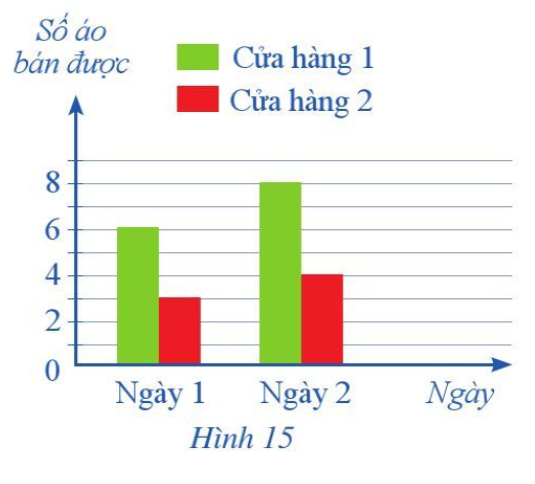 Số áo
bán được
Cửa hàng 1
Cửa hàng 2
8
6
4
2
0
Ngày 1
Ngày 2
Ngày
Hình 15